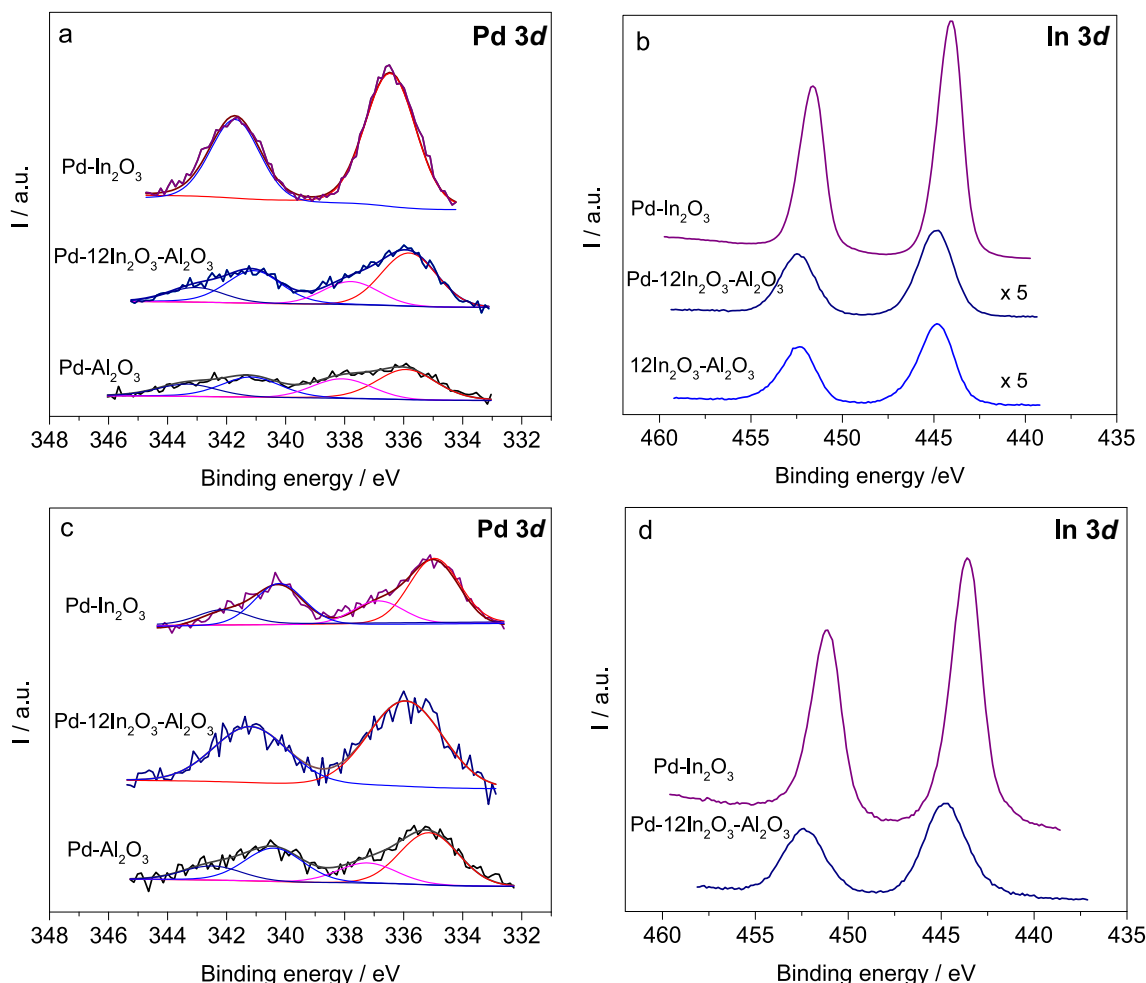 a
Pd 3d
I / a.u.
Pd-In₂O₃
Pd-12In₂O₃-Al₂O₃
Pd-Al₂O₃
348 346 344 342 340 338 336 334 332
Binding energy / eV
b
In 3d
I / a.u.
Pd-In₂O₃
Pd-12In₂O₃-Al₂O₃
x 5
12In₂O₃-Al₂O₃
x 5
460 455 450 445 440 435
Binding energy /eV
c
Pd 3d
I / a.u.
Pd-In₂O₃
Pd-12In₂O₃-Al₂O₃
Pd-Al₂O₃
348 346 344 342 340 338 336 334 332
Binding energy / eV
d
In 3d
I / a.u.
Pd-In₂O₃
Pd-12In₂O₃-Al₂O₃
460 455 450 445 440 435
Binding energy / eV